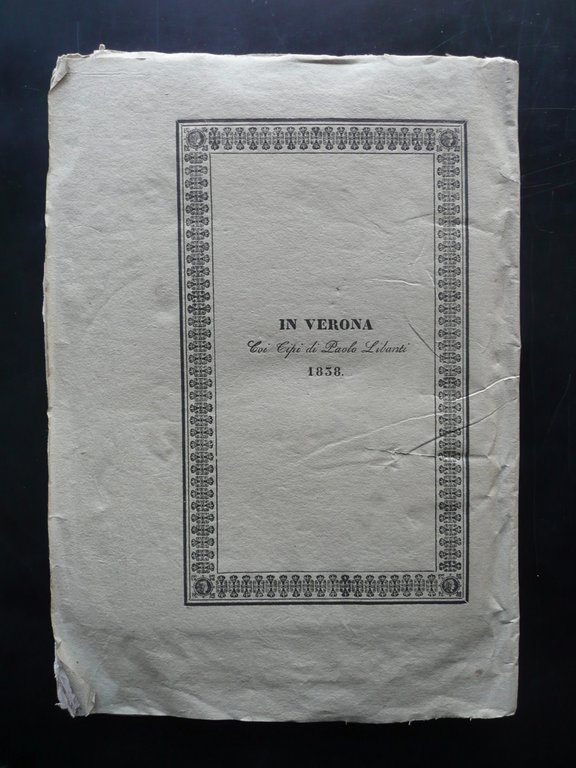 IN VERONA
Coi Tipi di Paolo Libanti
1838.